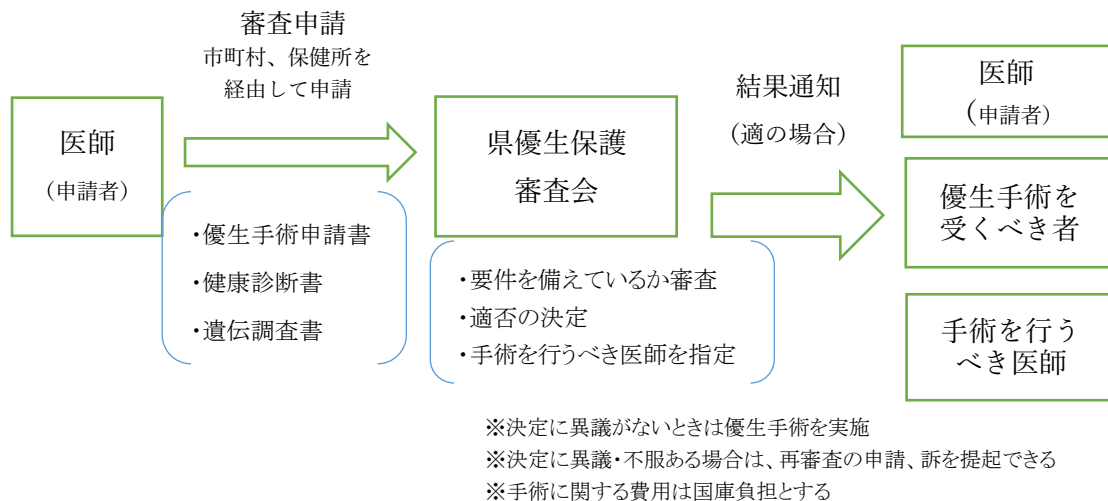 審査申請
市町村、保健所を
経由して申請
医師
(申請者)
・優生手術申請書
・健康診断書
・遺伝調査書
県優生保護
審査会
・要件を備えているか審査
・適否の決定
・手術を行うべき医師を指定
結果通知
(適の場合)
医師
(申請者)
優生手術を
受くべき者
手術を行う
べき医師
※決定に異議がないときは優生手術を実施
※決定に異議・不服ある場合は、再審査の申請、訴を提起できる
※手術に関する費用は国庫負担とする